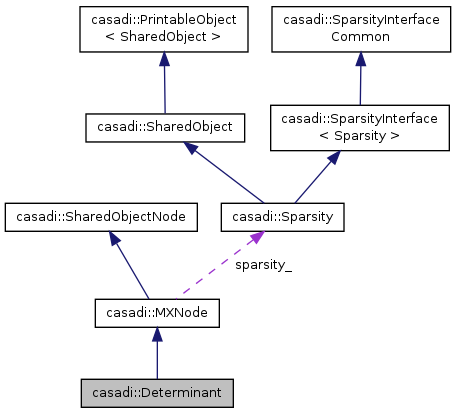 casadi::PrintableObject
< SharedObject >
casadi::SparsityInterface
Common
casadi::SharedObject
casadi::SparsityInterface
< Sparsity >
casadi::SharedObjectNode
casadi::Sparsity
sparsity_
casadi::MXNode
casadi::Determinant